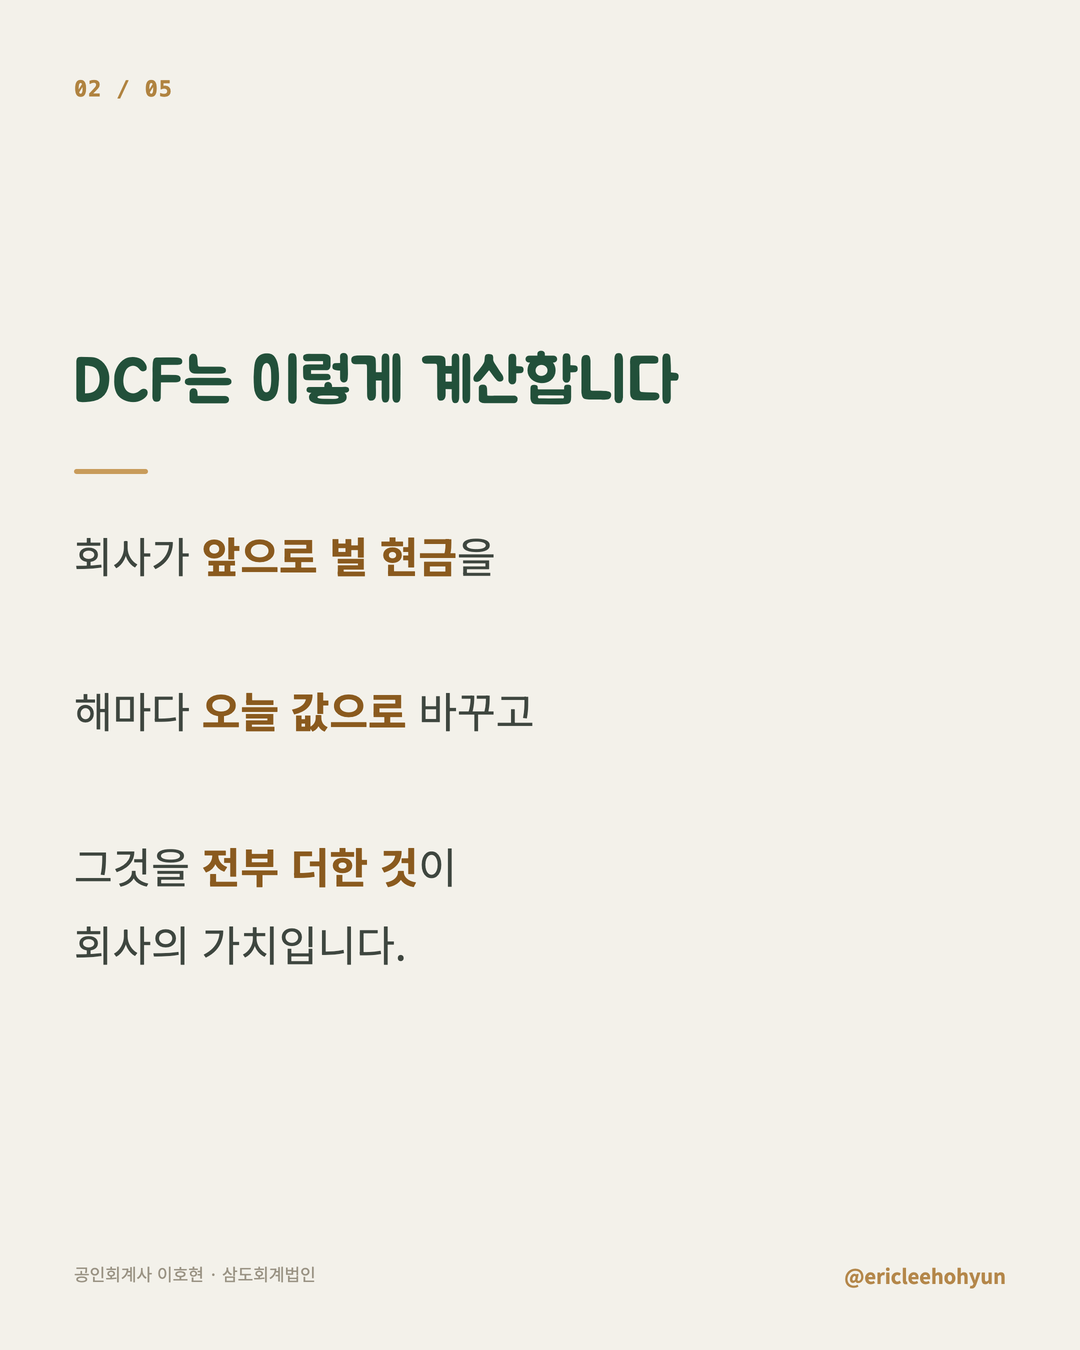 02 / 05
DCF는 이렇게 계산합니다
회사가 앞으로 벌 현금을
해마다 오늘 값으로 바꾸고
그것을 전부 더한 것이
회사의 가치입니다.
공인회계사 이호현 · 삼도회계법인
@ericleehohyun